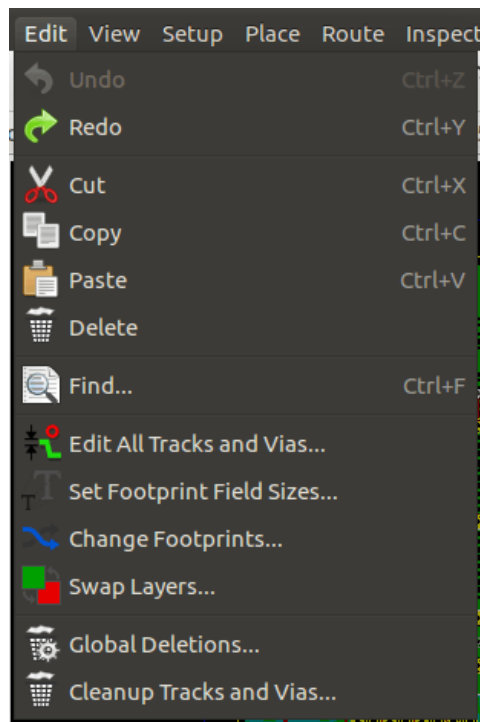 Edit View Setup Place Route Inspect
Undo Ctrl+Z
Redo Ctrl+Y
Cut Ctrl+X
Copy Ctrl+C
Paste Ctrl+V
Delete
Find... Ctrl+F
Edit All Tracks and Vias...
Set Footprint Field Sizes...
Change Footprints...
Swap Layers...
Global Deletions...
Cleanup Tracks and Vias...